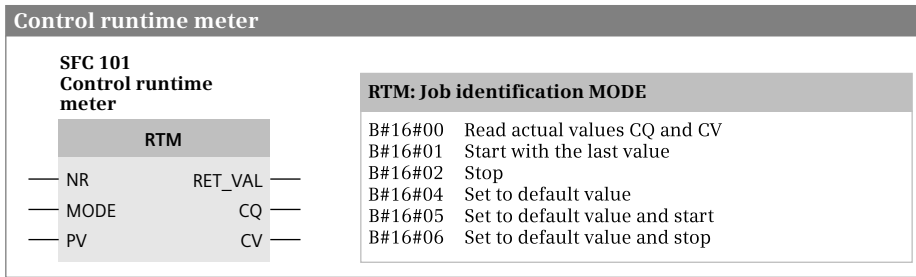 Control runtime meter
SFC 101
Control runtime
meter
RTM
NR RET_VAL
MODE CQ
PV CV
RTM: Job identification MODE
B#16#00 Read actual values CQ and CV
B#16#01 Start with the last value
B#16#02 Stop
B#16#04 Set to default value
B#16#05 Set to default value and start
B#16#06 Set to default value and stop